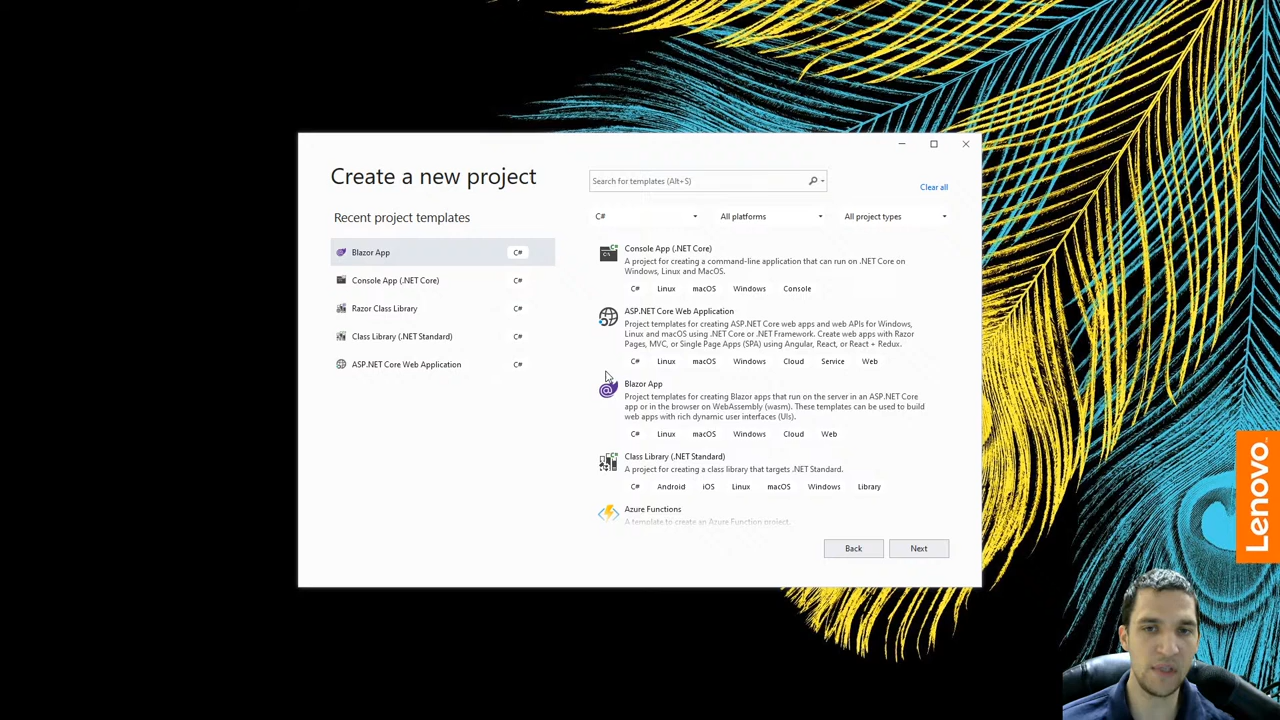 Create a new project
Search for templates (Alt+S)
Clear all
Recent project templates
C#
All platforms
All project types
Blazor App
C#
Console App (.NET Core)
C#
Razor Class Library
C#
Class Library (.NET Standard)
C#
ASP.NET Core Web Application
C#
Console App (.NET Core)
A project for creating a command-line application that can run on .NET Core on
Windows, Linux and MacOS.
C# Linux macOS Windows Console
ASP.NET Core Web Application
Project templates for creating ASP.NET Core web apps and web APIs for Windows,
Linux and macOS using .NET Core or .NET Framework. Create web apps with Razor
Pages, MVC, or Single Page Apps (SPA) using Angular, React, or React + Redux.
C# Linux macOS Windows Cloud Service Web
Blazor App
Project templates for creating Blazor apps that run on the server in an ASP.NET Core
app or in the browser on WebAssembly (wasm). These templates can be used to build
web apps with rich dynamic user interfaces (UIs).
C# Linux macOS Windows Cloud Web
Class Library (.NET Standard)
A project for creating a class library that targets .NET Standard.
C# Android iOS Linux macOS Windows Library
Azure Functions
A template to create an Azure Function project.
Back
Next
Lenovo